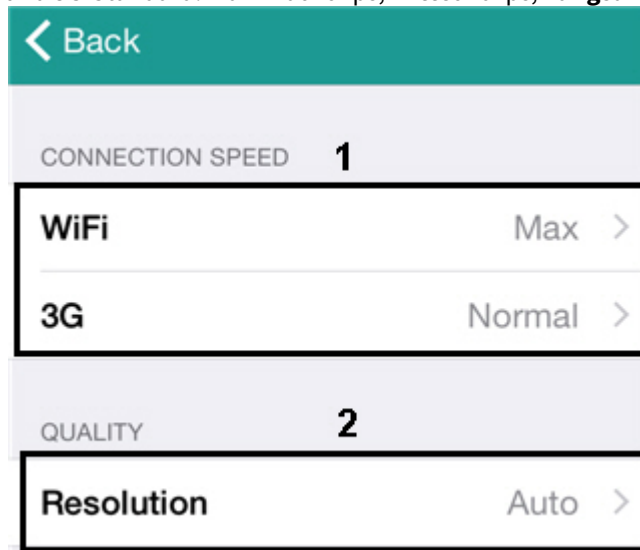 Back
CONNECTION SPEED 1
WiFi Max
3G Normal
QUALITY 2
Resolution Auto